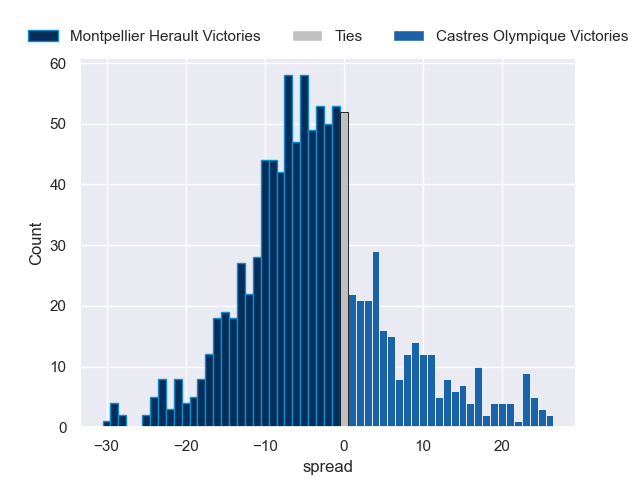 Montpellier Herault Victories Ties Castres Olympique Victories
60
50
40
30
20
10
0
Count
−30 −20 −10 0 10 20
spread